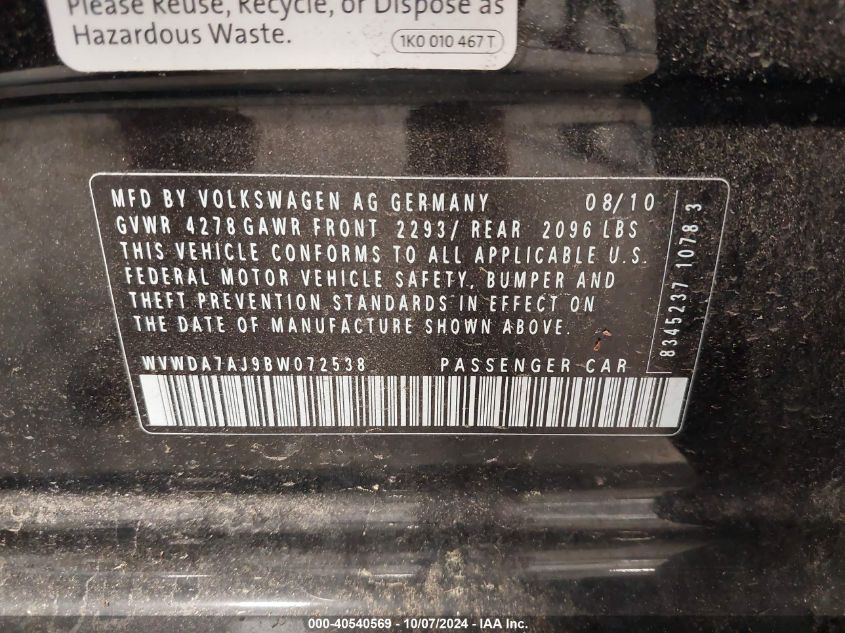 Please Reuse, Recycle, or Dispose as
Hazardous Waste.
1K0 010 467 T
MFD BY VOLKSWAGEN AG GERMANY 08/10
GVWR 4278 GAWR FRONT 2293/ REAR 2096 LBS
THIS VEHICLE CONFORMS TO ALL APPLICABLE U.S.
FEDERAL MOTOR VEHICLE SAFETY, BUMPER AND
THEFT PREVENTION STANDARDS IN EFFECT ON
THE DATE OF MANUFACTURE SHOWN ABOVE.
WVWDA7AJ9BW072538 PASSENGER CAR
8345237 1078 3
000-40540569 - 10/07/2024 - IAA Inc.